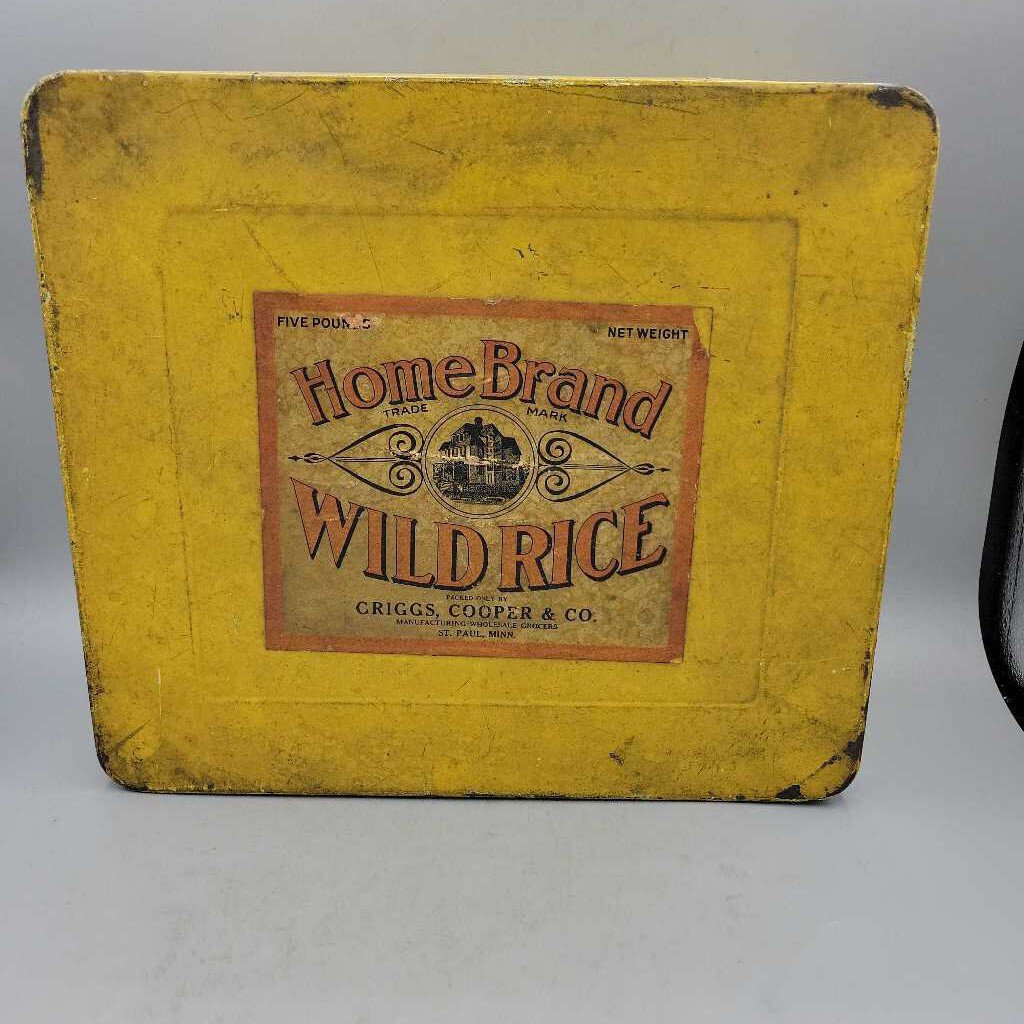 FIVE POUNDS
NET WEIGHT
Home Brand
TRADE MARK
WILD RICE
PACKED ONLY BY
GRIGGS, COOPER & CO.
MANUFACTURING WHOLESALE GROCERS
ST. PAUL, MINN.